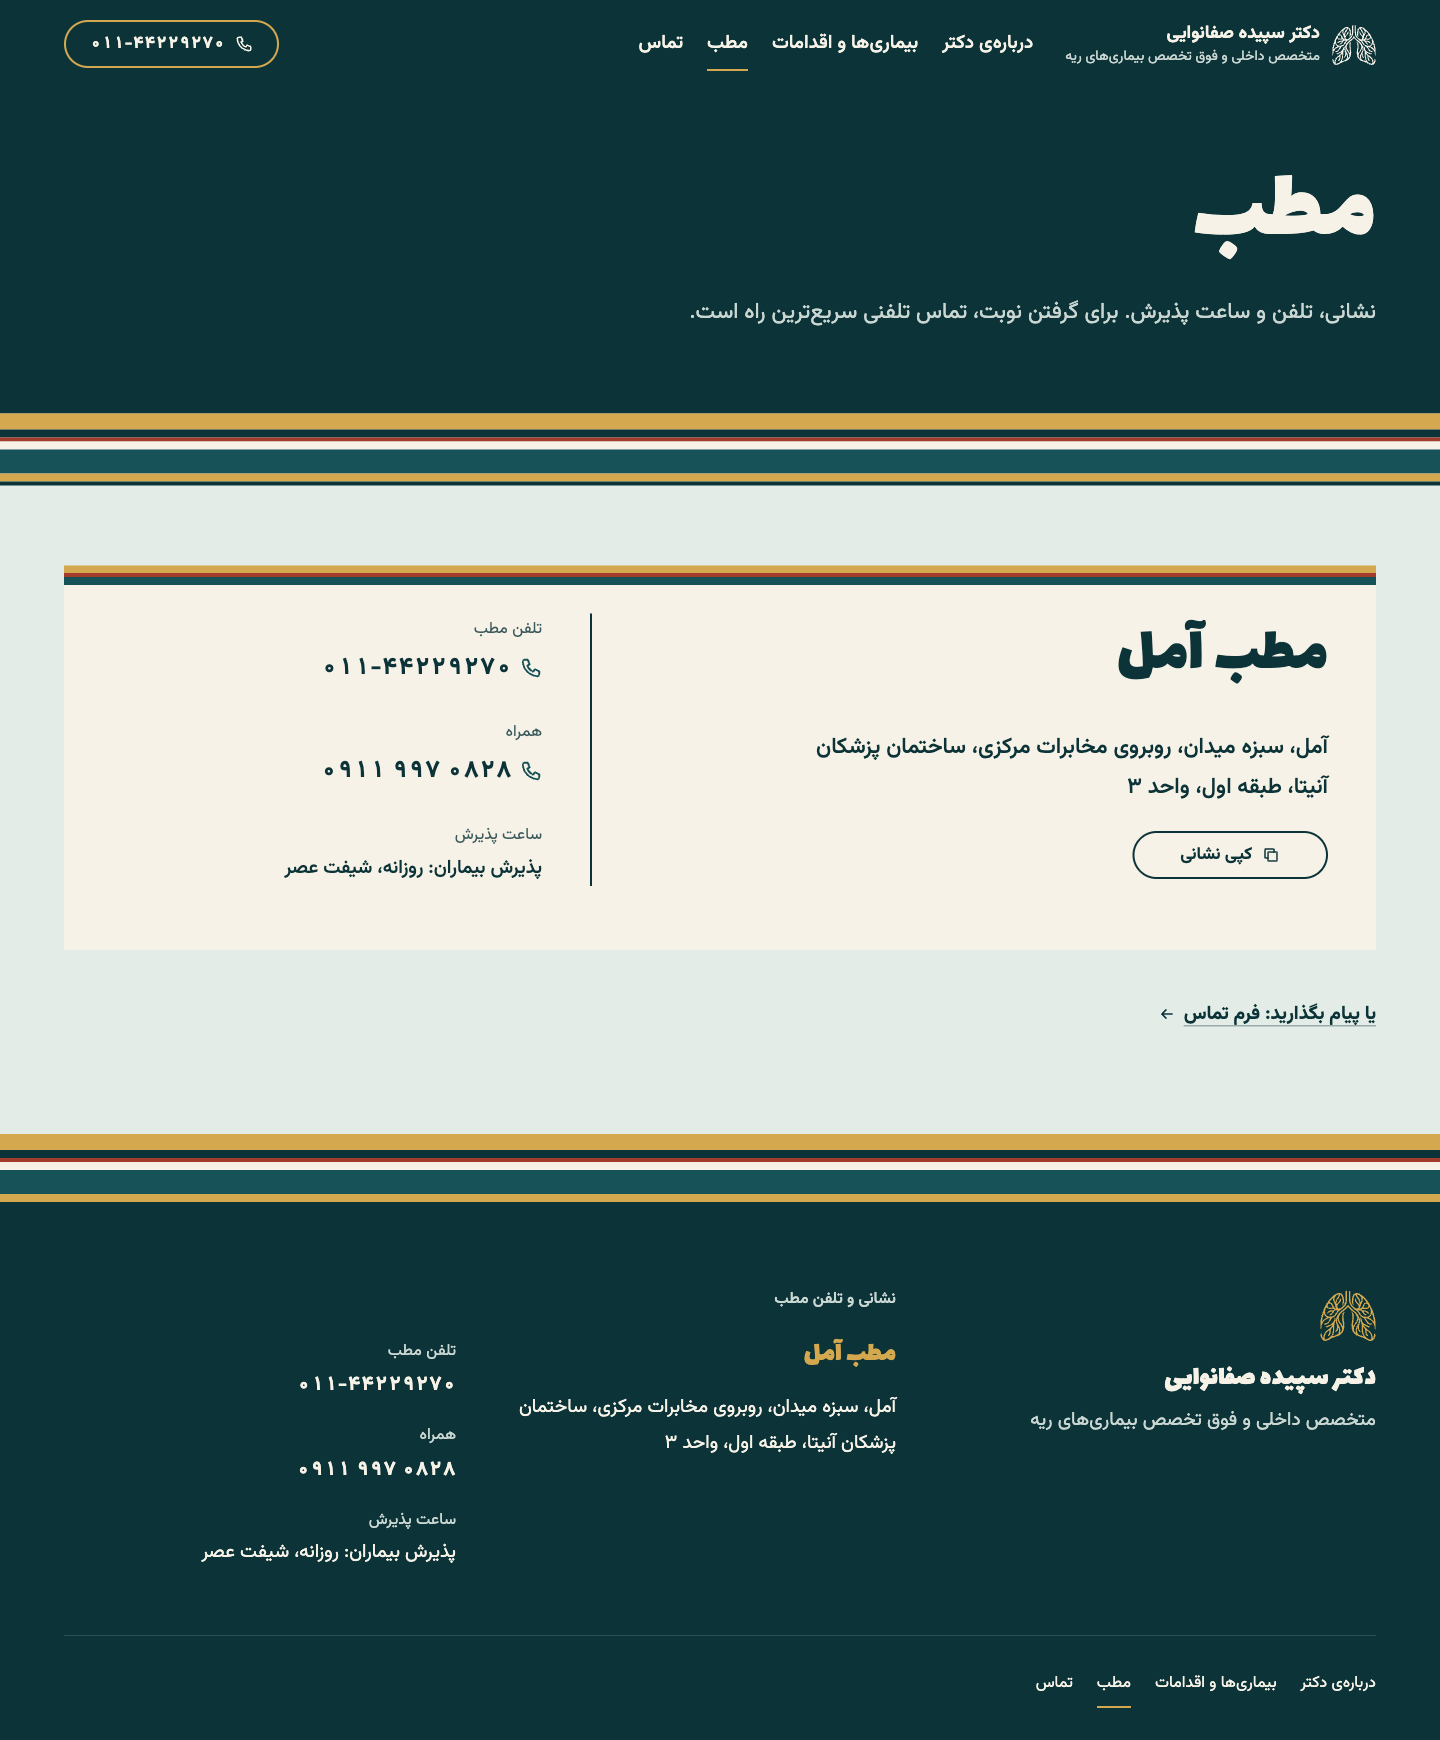 دکتر سپیده صفانوایی
متخصص داخلی و فوق تخصص بیماری‌های ریه
درباره‌ی دکتر
بیماری‌ها و اقدامات
مطب
تماس
۰۱۱-۴۴۲۲۹۲۷۰
مطب
نشانی، تلفن و ساعت پذیرش. برای گرفتن نوبت، تماس تلفنی سریع‌ترین راه است.
مطب آمل
آمل، سبزه میدان، روبروی مخابرات مرکزی، ساختمان پزشکان
آنیتا، طبقه اول، واحد ۳
کپی نشانی
تلفن مطب
۰۱۱-۴۴۲۲۹۲۷۰
همراه
۰۹۱۱ ۹۹۷ ۰۸۲۸
ساعت پذیرش
پذیرش بیماران: روزانه، شیفت عصر
یا پیام بگذارید: فرم تماس ←
دکتر سپیده صفانوایی
متخصص داخلی و فوق تخصص بیماری‌های ریه
نشانی و تلفن مطب
مطب آمل
آمل، سبزه میدان، روبروی مخابرات مرکزی، ساختمان
پزشکان آنیتا، طبقه اول، واحد ۳
تلفن مطب
۰۱۱-۴۴۲۲۹۲۷۰
همراه
۰۹۱۱ ۹۹۷ ۰۸۲۸
ساعت پذیرش
پذیرش بیماران: روزانه، شیفت عصر
درباره‌ی دکتر
بیماری‌ها و اقدامات
مطب
تماس